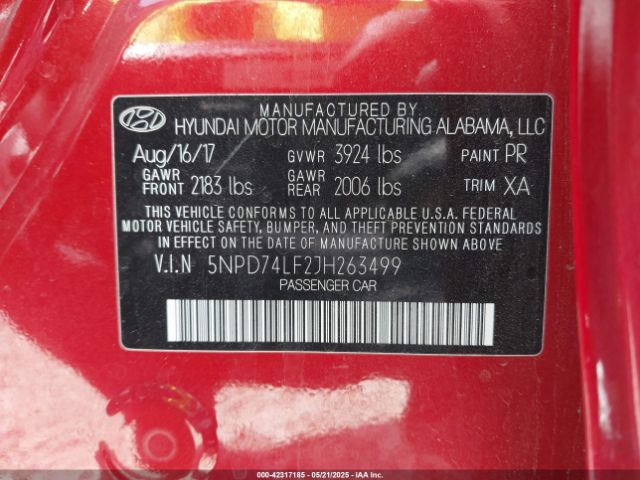 MANUFACTURED BY
HYUNDAI MOTOR MANUFACTURING ALABAMA, LLC
Aug/16/17 GVWR 3924 lbs PAINT PR
GAWR FRONT 2183 lbs GAWR REAR 2006 lbs TRIM XA
THIS VEHICLE CONFORMS TO ALL APPLICABLE U.S.A. FEDERAL
MOTOR VEHICLE SAFETY, BUMPER, AND THEFT PREVENTION
STANDARDS IN EFFECT ON THE DATE OF MANUFACTURE SHOWN ABOVE.
V.I.N 5NPD74LF2JH263499
PASSENGER CAR
000-42317185 - 05/21/2025 - IAAI.COM